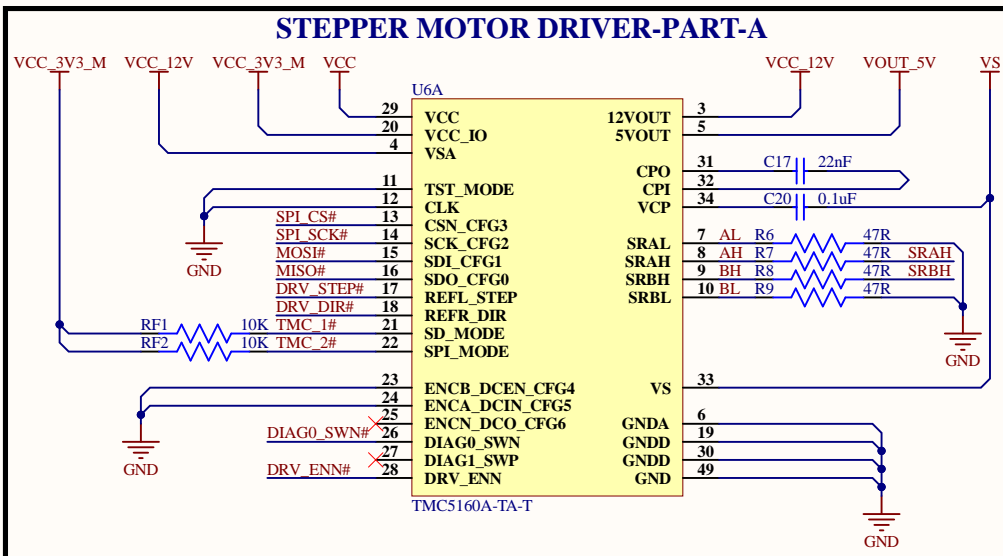 STEPPER MOTOR DRIVER-PART-A
VCC_3V3_M VCC_12V VCC_3V3_M VCC VCC_12V VOUT_5V VS
U6A
29 VCC 12VOUT 3
20 VCC_IO 5VOUT 5
4 VSA
CPO 31 C17 22nF
11 TST_MODE CPI 32
12 CLK VCP 34 C20 0.1uF
SPI_CS# 13 CSN_CFG3
SPI_SCK# 14 SCK_CFG2 SRAL 7 AL R6 47R
MOSI# 15 SDI_CFG1 SRAH 8 AH R7 47R SRAH
MISO# 16 SDO_CFG0 SRBH 9 BH R8 47R SRBH
DRV_STEP# 17 REFL_STEP SRBL 10 BL R9 47R
GND
DRV_DIR# 18 REFR_DIR
RF1 10K TMC_1# 21 SD_MODE
RF2 10K TMC_2# 22 SPI_MODE
GND
23 ENCB_DCEN_CFG4 VS 33
24 ENCA_DCIN_CFG5
25 ENCN_DCO_CFG6 GNDA 6
DIAG0_SWN# 26 DIAG0_SWN GNDD 19
27 DIAG1_SWP GNDD 30
GND
DRV_ENN# 28 DRV_ENN GND 49
TMC5160A-TA-T
GND